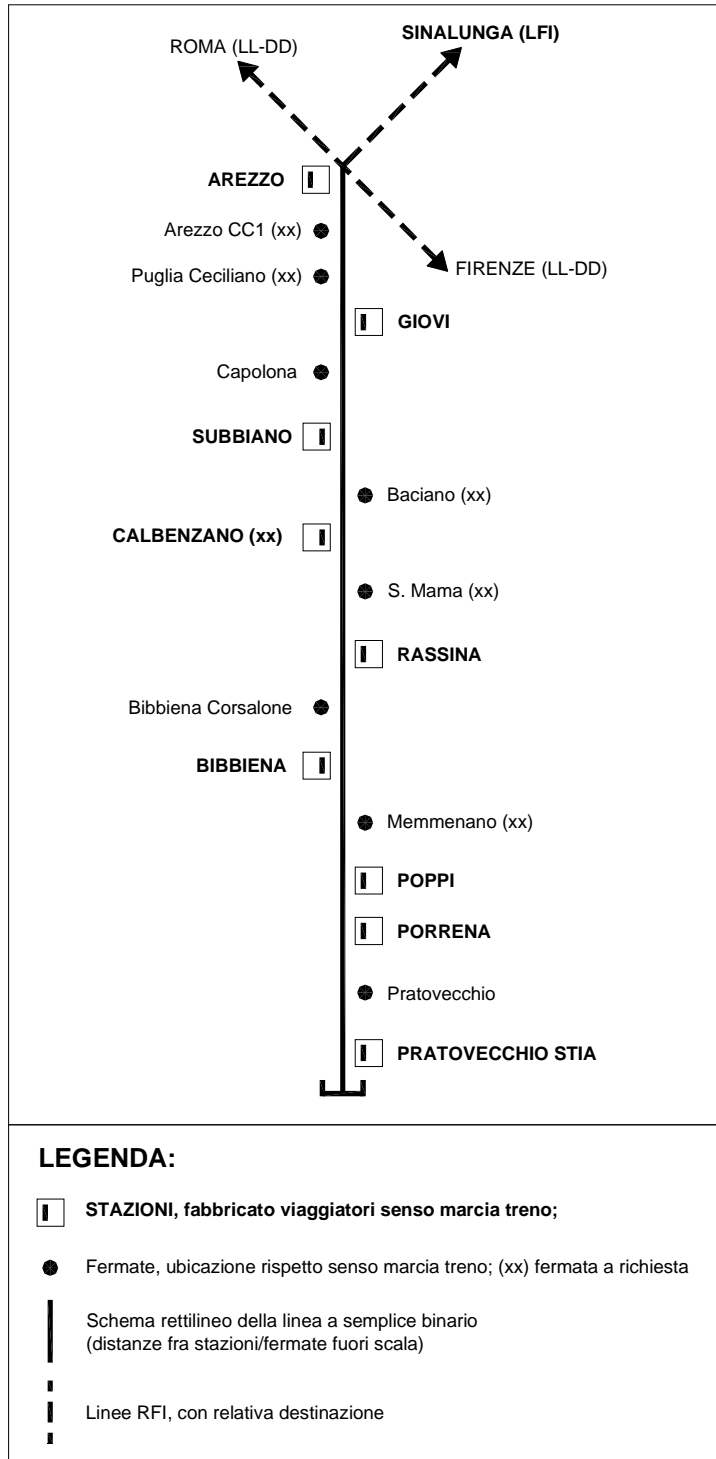 SINALUNGA (LFI)
ROMA (LL-DD)
AREZZO
Arezzo CC1 (xx)
Puglia Ceciliano (xx)
FIRENZE (LL-DD)
GIOVI
Capolona
SUBBIANO
Baciano (xx)
CALBENZANO (xx)
S. Mama (xx)
RASSINA
Bibbiena Corsalone
BIBBIENA
Memmenano (xx)
POPPI
PORRENA
Pratovecchio
PRATOVECCHIO STIA
LEGENDA:
STAZIONI, fabbricato viaggiatori senso marcia treno;
Fermate, ubicazione rispetto senso marcia treno; (xx) fermata a richiesta
Schema rettilineo della linea a semplice binario
(distanze fra stazioni/fermate fuori scala)
Linee RFI, con relativa destinazione